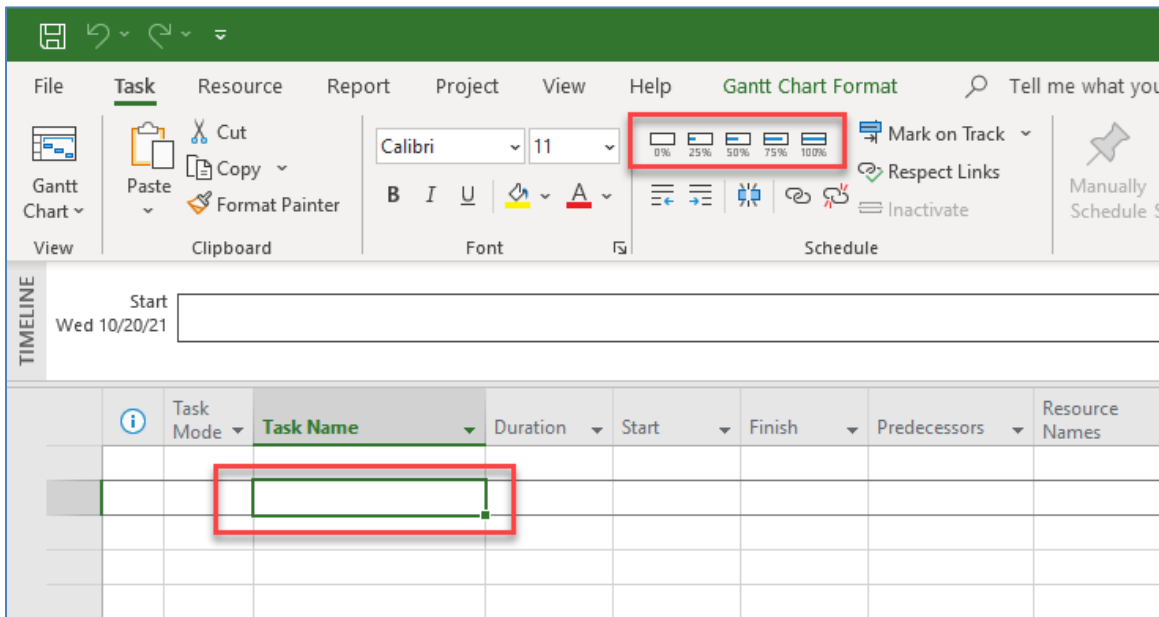 File Task Resource Report Project View Help Gantt Chart Format Tell me what you
Cut
Copy
Format Painter
Paste
Gantt
Chart
Calibri 11
B I U A
0% 25% 50% 75% 100%
Mark on Track
Respect Links
Inactivate
Manually
Schedule S
View Clipboard Font Schedule
TIMELINE
Start
Wed 10/20/21
Task
Mode
Task Name
Duration
Start
Finish
Predecessors
Resource
Names